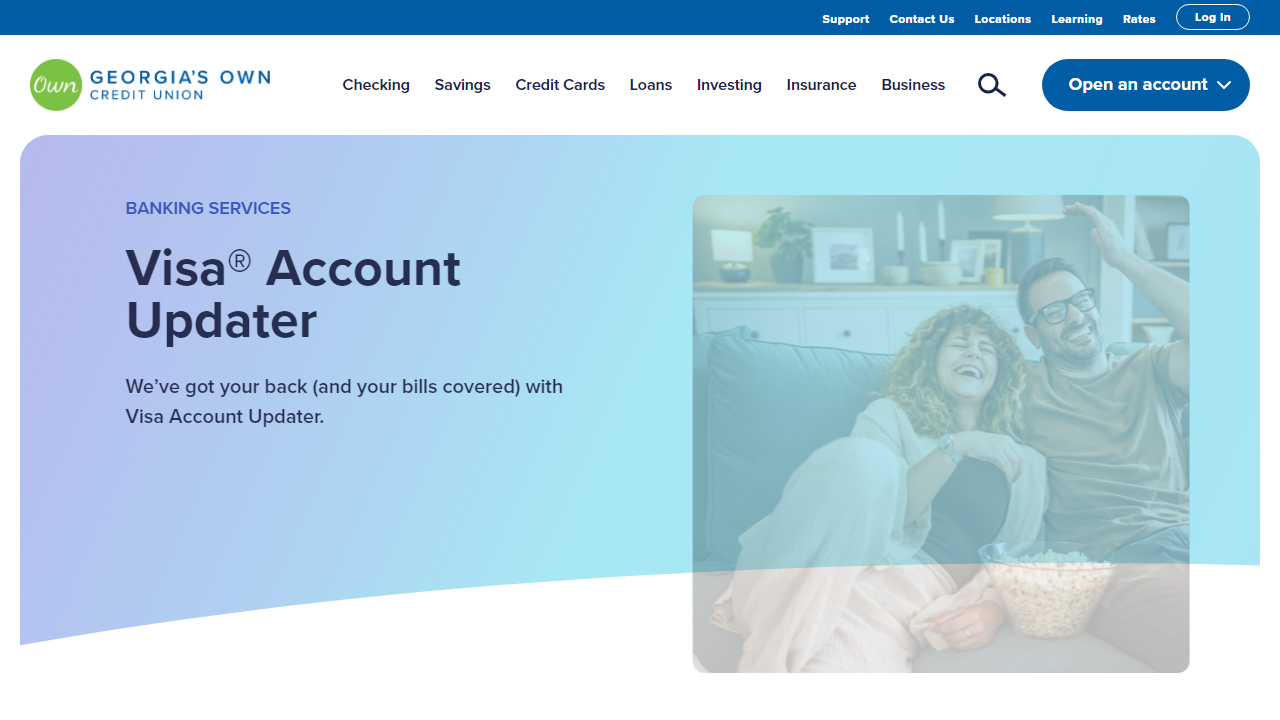 Support Contact Us Locations Learning Rates Log In
Own GEORGIA'S OWN
CREDIT UNION
Checking Savings Credit Cards Loans Investing Insurance Business Open an account
BANKING SERVICES
Visa® Account
Updater
We’ve got your back (and your bills covered) with
Visa Account Updater.